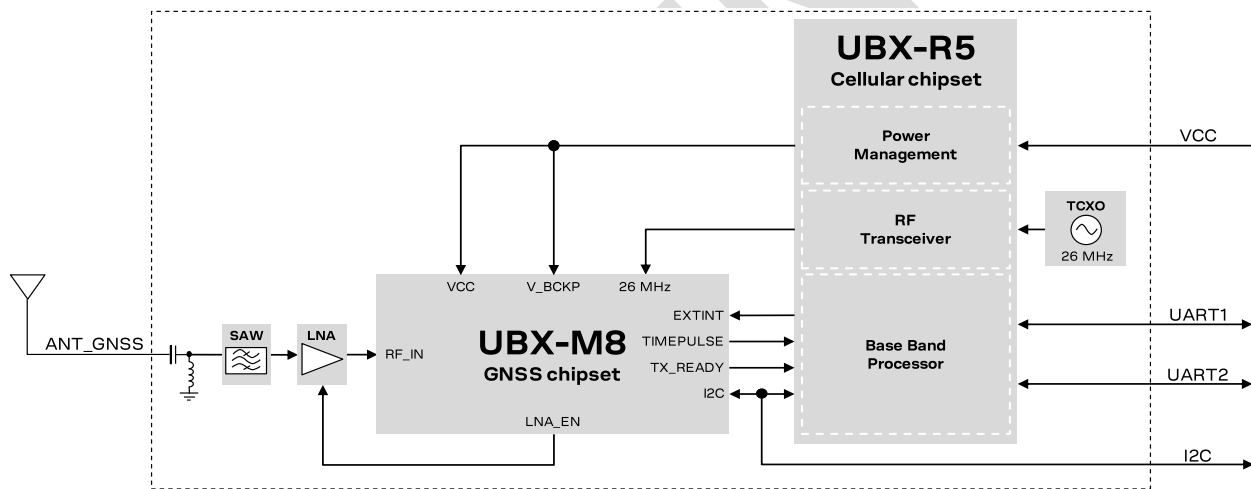 UBX-R5
Cellular chipset
Power
Management
VCC
RF
Transceiver
TCXO
26 MHz
VCC
V_BCKP
26 MHz
EXTINT
UBX-M8
GNSS chipset
TIMEPULSE
TX_READY
I2C
RF_IN
LNA_EN
ANT_GNSS
SAW
LNA
Base Band
Processor
UART1
UART2
I2C